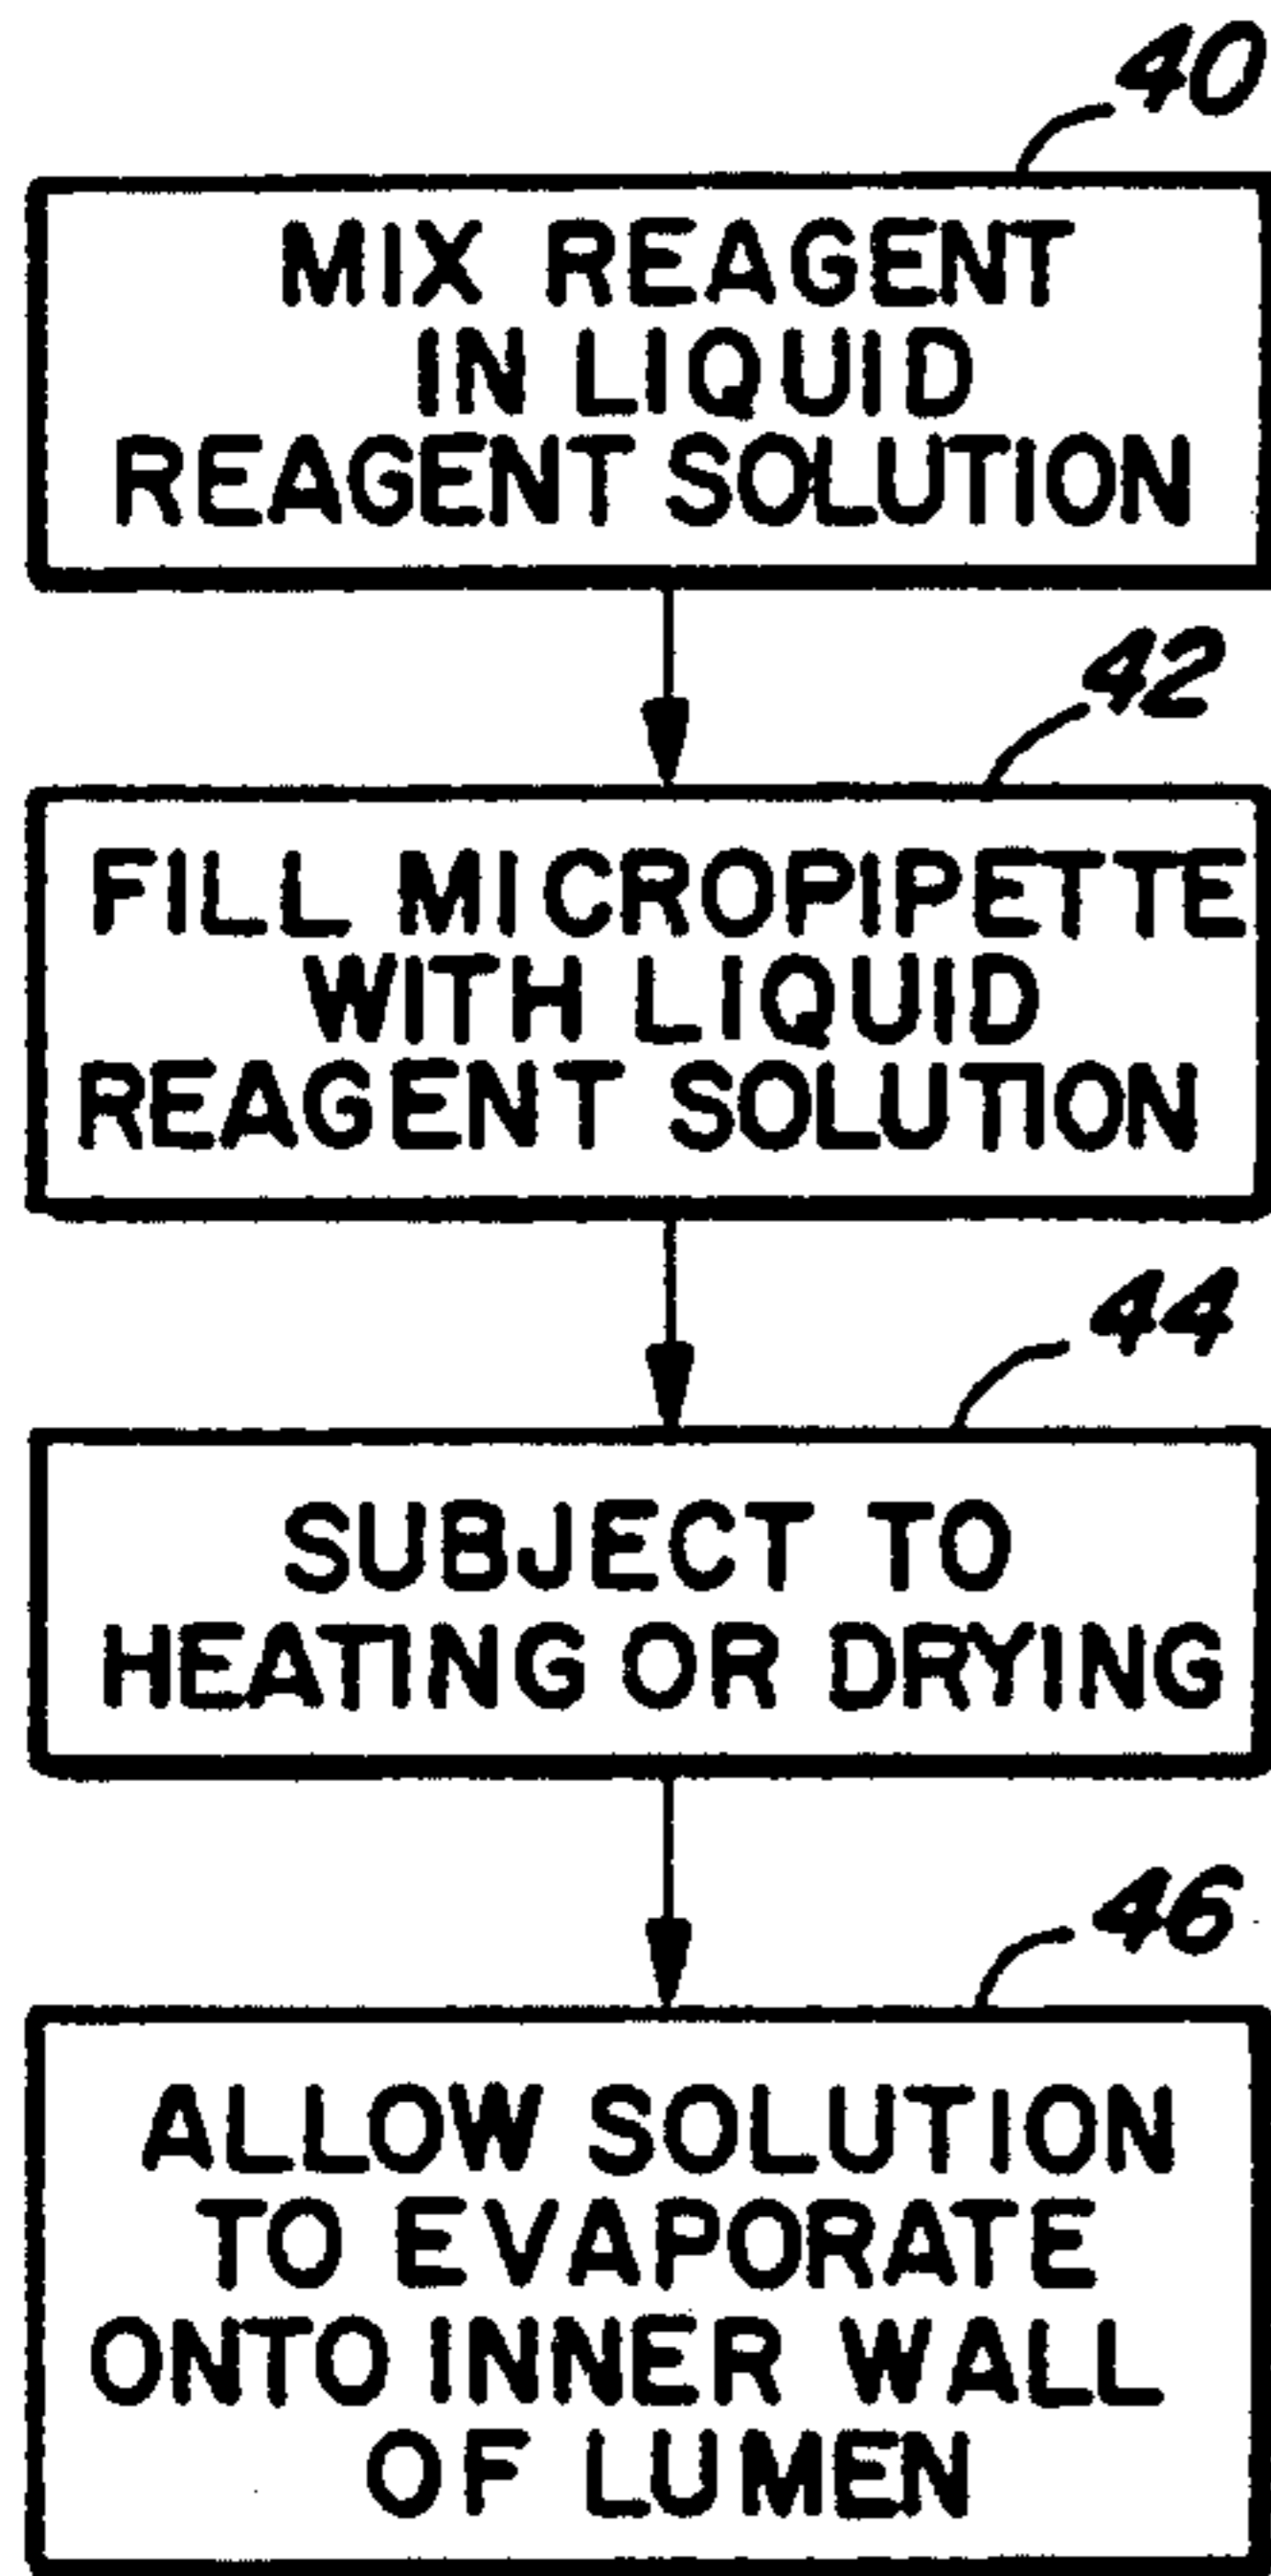 40
MIX REAGENT
IN LIQUID
REAGENT SOLUTION
42
FILL MICROPIPETTE
WITH LIQUID
REAGENT SOLUTION
44
SUBJECT TO
HEATING OR DRYING
46
ALLOW SOLUTION
TO EVAPORATE
ONTO INNER WALL
OF LUMEN